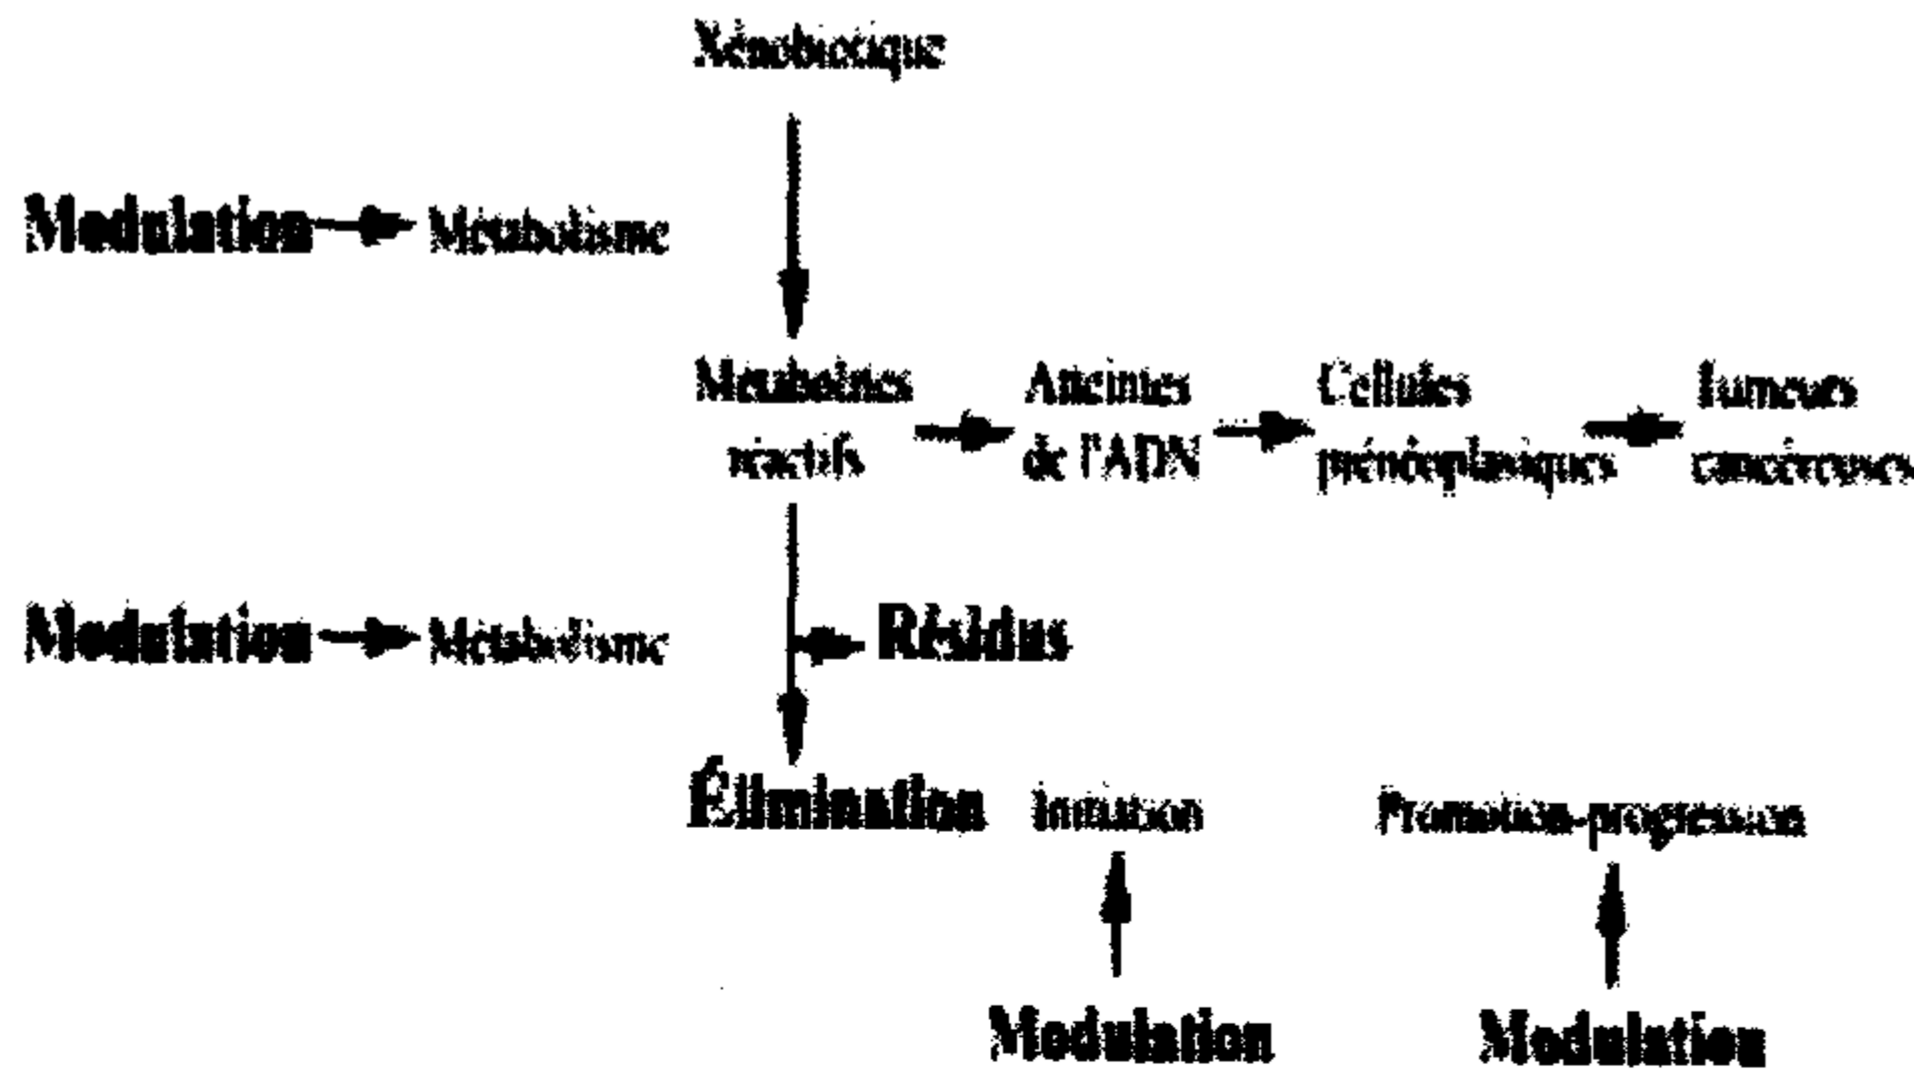 Xénobiotique
Modulation Métabolisme
Métabolites Atteintes Cellules Tumeurs
réactifs de l'ADN prénéoplasiques cancéreuses
Modulation Métabolisme Résidus
Élimination Initiation Promotion-progression
Modulation Modulation